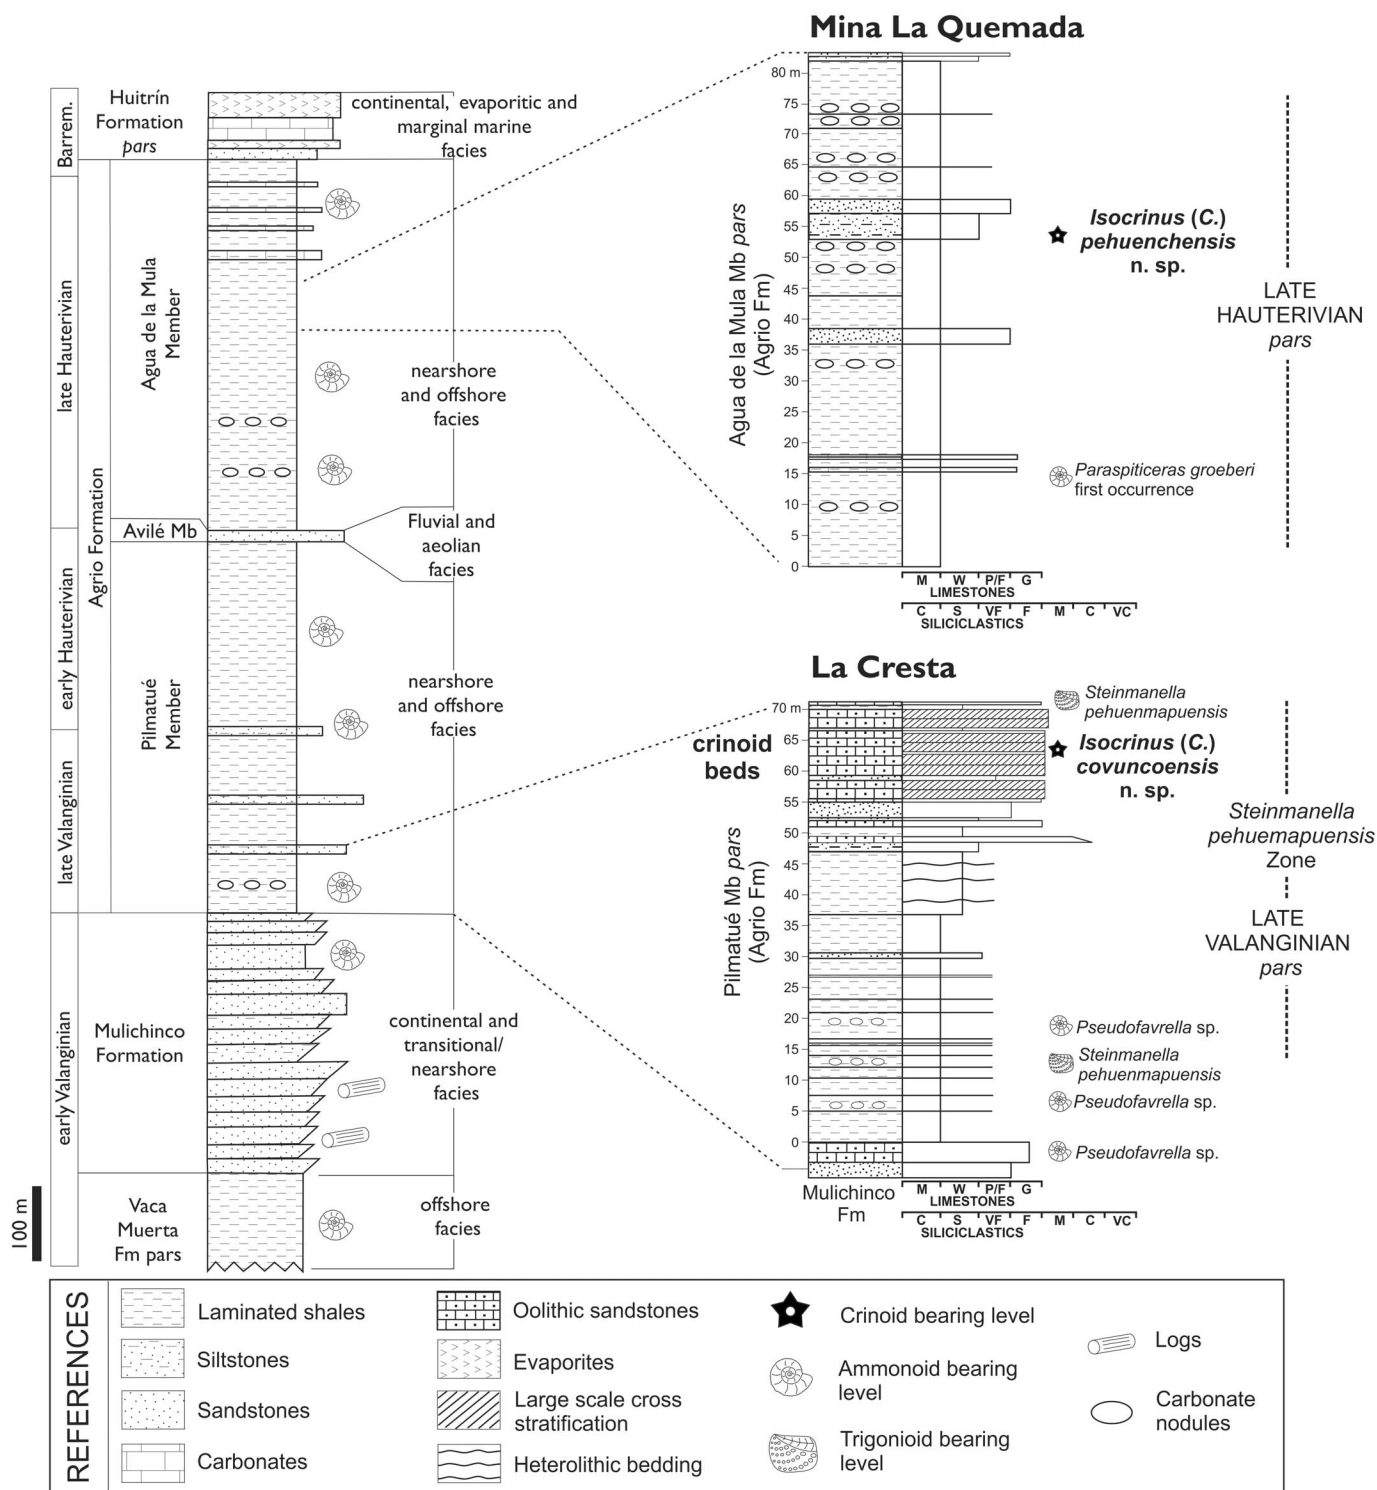 Mina La Quemada
80 m
75
70
65
60
55
50
45
40
35
30
25
20
15
10
5
0
Agua de la Mula Mb pars
(Agrio Fm)
Isocrinus (C.)
pehuenchensis
n. sp.
LATE
HAUTERIVIAN
pars
Paraspiticeras groeberi
first occurrence
M W P/F G
LIMESTONES
C S VF F M C VC
SILICICLASTICS
Barrem.
late Hauterivian
early Hauterivian
late Valanginian
early Valanginian
Huitrín
Formation
pars
Agrio Formation
Agua de la Mula
Member
Avilé Mb
Pilmatué
Member
Mulichinco
Formation
Vaca
Muerta
Fm pars
100 m
continental, evaporitic and
marginal marine
facies
nearshore
and offshore
facies
Fluvial and
aeolian
facies
nearshore
and offshore
facies
continental and
transitional/
nearshore
facies
offshore
facies
La Cresta
70 m
65
60
55
50
45
40
35
30
25
20
15
10
5
0
crinoid
beds
Pilmatué Mb pars
(Agrio Fm)
Mulichinco
Fm
Steinmanella
pehuenmapuensis
Isocrinus (C.)
covuncoensis
n. sp.
Steinmanella
pehuemapuensis
Zone
LATE
VALANGINIAN
pars
Pseudofavrella sp.
Steinmanella
pehuenmapuensis
Pseudofavrella sp.
Pseudofavrella sp.
M W P/F G
LIMESTONES
C S VF F M C VC
SILICICLASTICS
REFERENCES
Laminated shales
Siltstones
Sandstones
Carbonates
Oolithic sandstones
Evaporites
Large scale cross
stratification
Heterolithic bedding
Crinoid bearing level
Ammonoid bearing
level
Trigonioid bearing
level
Logs
Carbonate
nodules